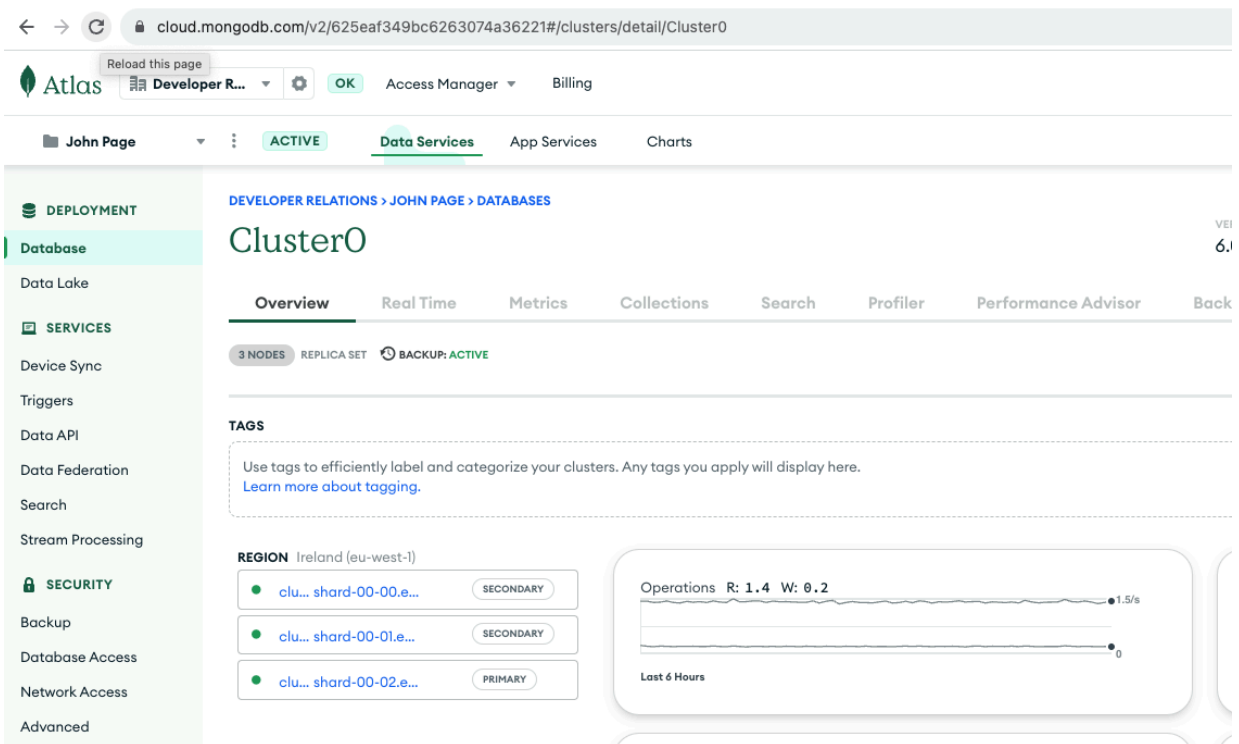 cloud.mongodb.com/v2/625eaf349bc6263074a36221#/clusters/detail/Cluster0
Reload this page
Atlas Developer R... OK Access Manager Billing
John Page ACTIVE Data Services App Services Charts
DEPLOYMENT
Database
Data Lake
SERVICES
Device Sync
Triggers
Data API
Data Federation
Search
Stream Processing
SECURITY
Backup
Database Access
Network Access
Advanced
DEVELOPER RELATIONS > JOHN PAGE > DATABASES
Cluster0
Overview Real Time Metrics Collections Search Profiler Performance Advisor Back
3 NODES REPLICA SET BACKUP: ACTIVE
TAGS
Use tags to efficiently label and categorize your clusters. Any tags you apply will display here.
Learn more about tagging.
REGION Ireland (eu-west-1)
clu... shard-00-00.e... SECONDARY
clu... shard-00-01.e... SECONDARY
clu... shard-00-02.e... PRIMARY
Operations R: 1.4 W: 0.2
1.5/s
0
Last 6 Hours